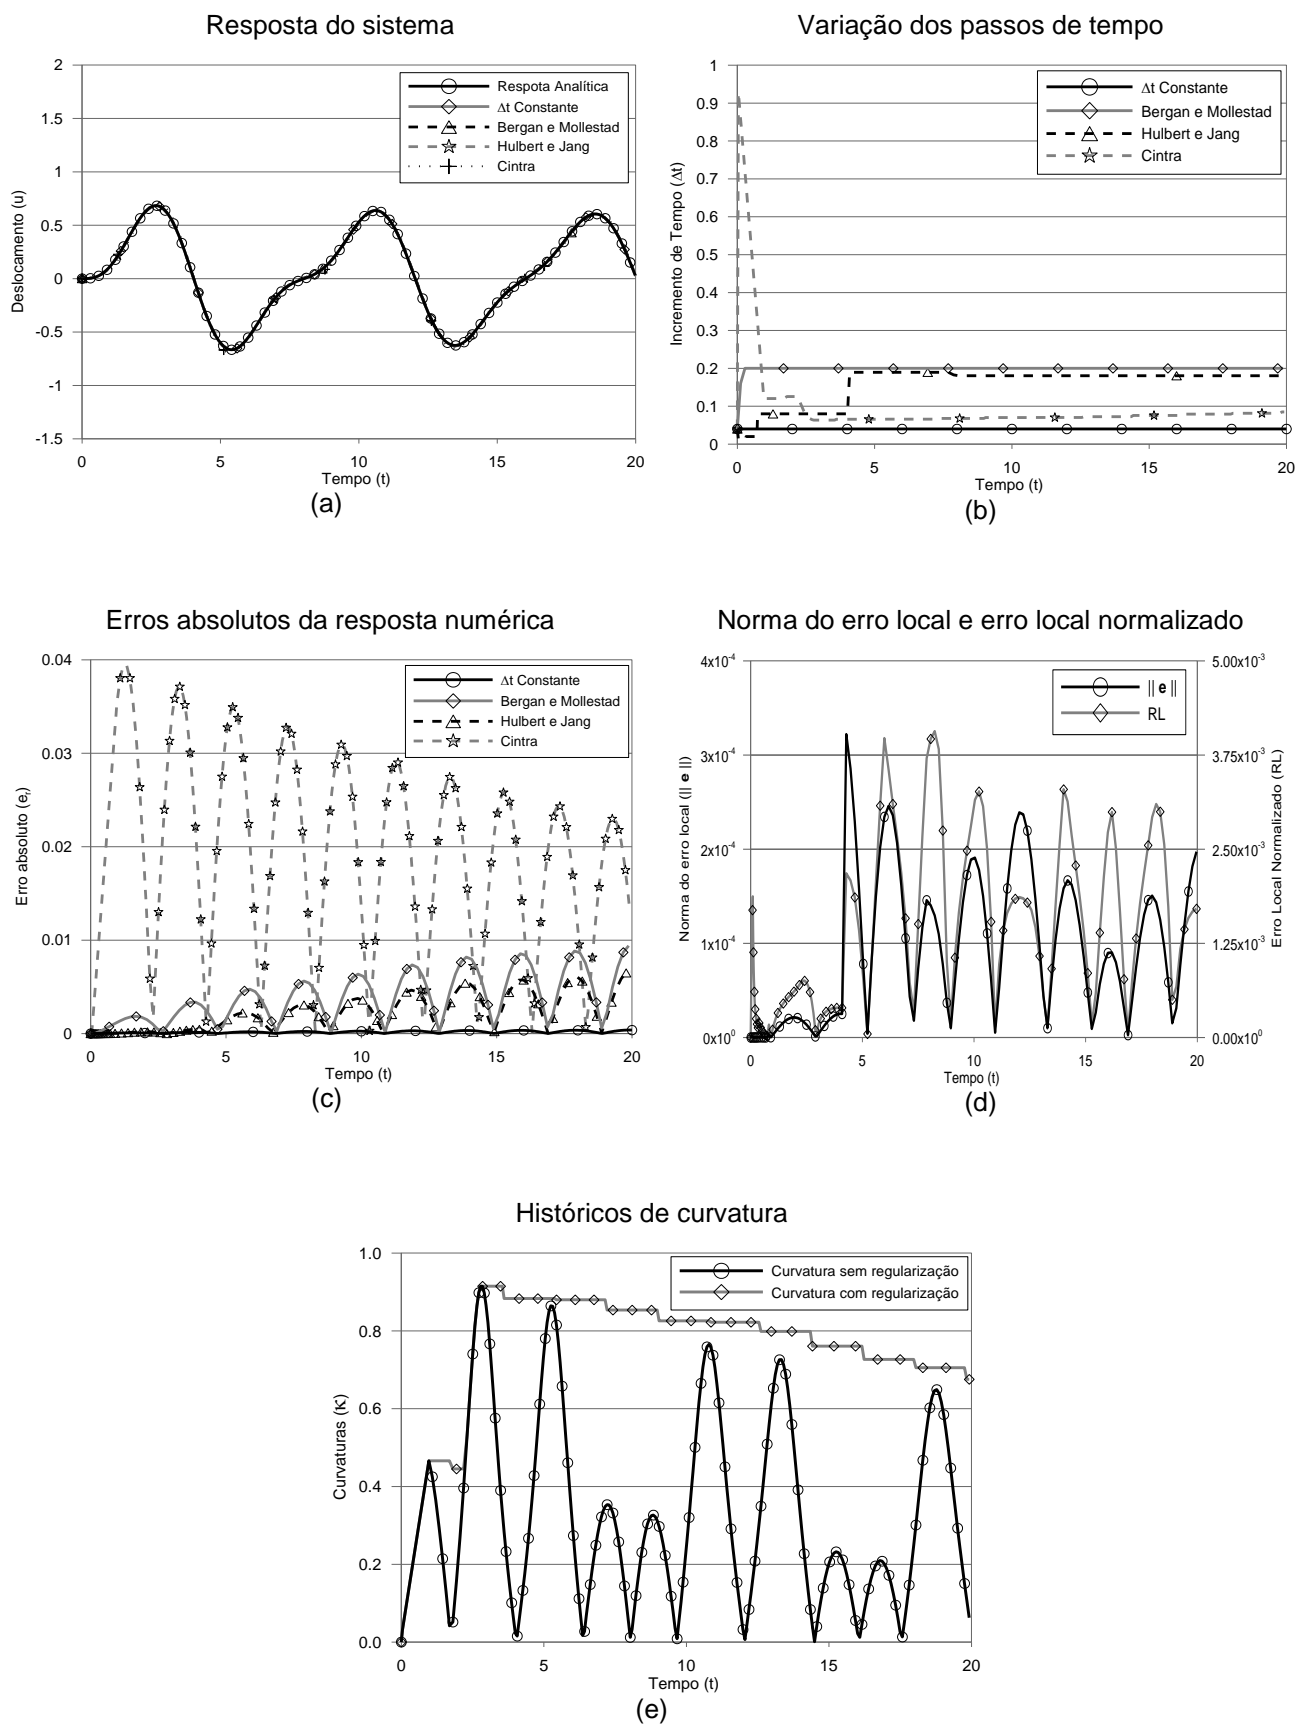 Resposta do sistema
2
1.5
1
0.5
0
-0.5
-1
-1.5
0
5
10
15
20
Deslocamento (u)
Tempo (t)
Respota Analítica
Δt Constante
Bergan e Mollestad
Hulbert e Jang
Cintra
(a)
Variação dos passos de tempo
1
0.9
0.8
0.7
0.6
0.5
0.4
0.3
0.2
0.1
0
0
5
10
15
20
Incremento de Tempo (Δt)
Tempo (t)
Δt Constante
Bergan e Mollestad
Hulbert e Jang
Cintra
(b)
Erros absolutos da resposta numérica
0.04
0.03
0.02
0.01
0
0
5
10
15
20
Erro absoluto (eᵣ)
Tempo (t)
Δt Constante
Bergan e Mollestad
Hulbert e Jang
Cintra
(c)
Norma do erro local e erro local normalizado
4x10⁻⁴
3x10⁻⁴
2x10⁻⁴
1x10⁻⁴
0x10⁰
5.00x10⁻³
3.75x10⁻³
2.50x10⁻³
1.25x10⁻³
0.00x10⁰
0
5
10
15
20
Norma do erro local (|| e ||)
Erro Local Normalizado (RL)
Tempo (t)
|| e ||
RL
(d)
Históricos de curvatura
1.0
0.8
0.6
0.4
0.2
0.0
0
5
10
15
20
Curvaturas (κ)
Tempo (t)
Curvatura sem regularização
Curvatura com regularização
(e)